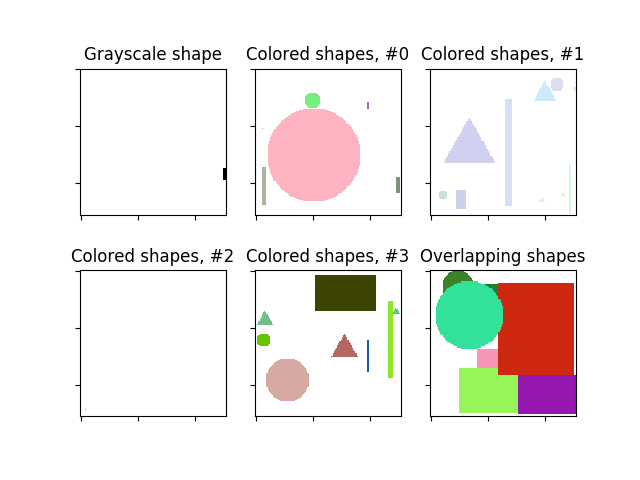 Grayscale shape
Colored shapes, #0
Colored shapes, #1
Colored shapes, #2
Colored shapes, #3
Overlapping shapes